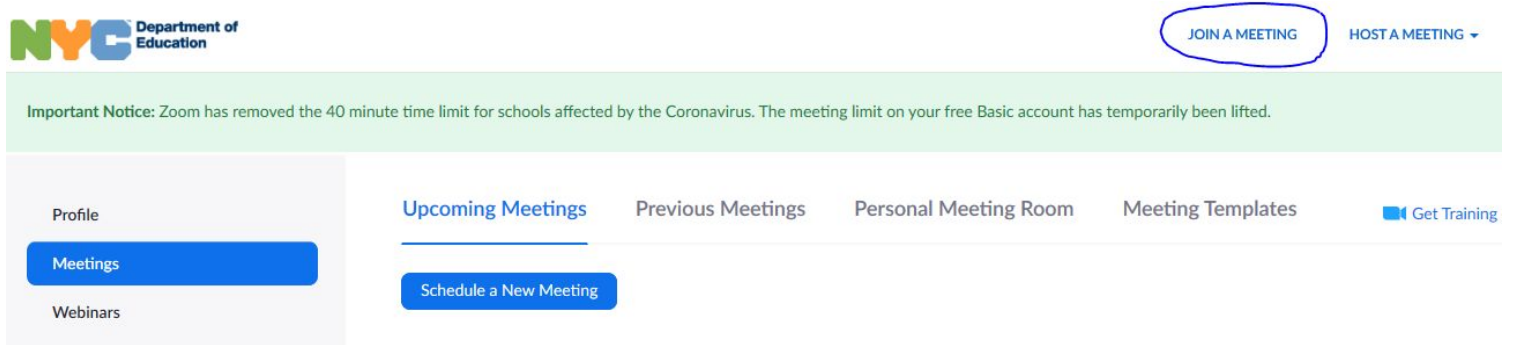 NYC Department of
Education
JOIN A MEETING
HOST A MEETING
Important Notice: Zoom has removed the 40 minute time limit for schools affected by the Coronavirus. The meeting limit on your free Basic account has temporarily been lifted.
Profile
Meetings
Webinars
Upcoming Meetings
Previous Meetings
Personal Meeting Room
Meeting Templates
Get Training
Schedule a New Meeting